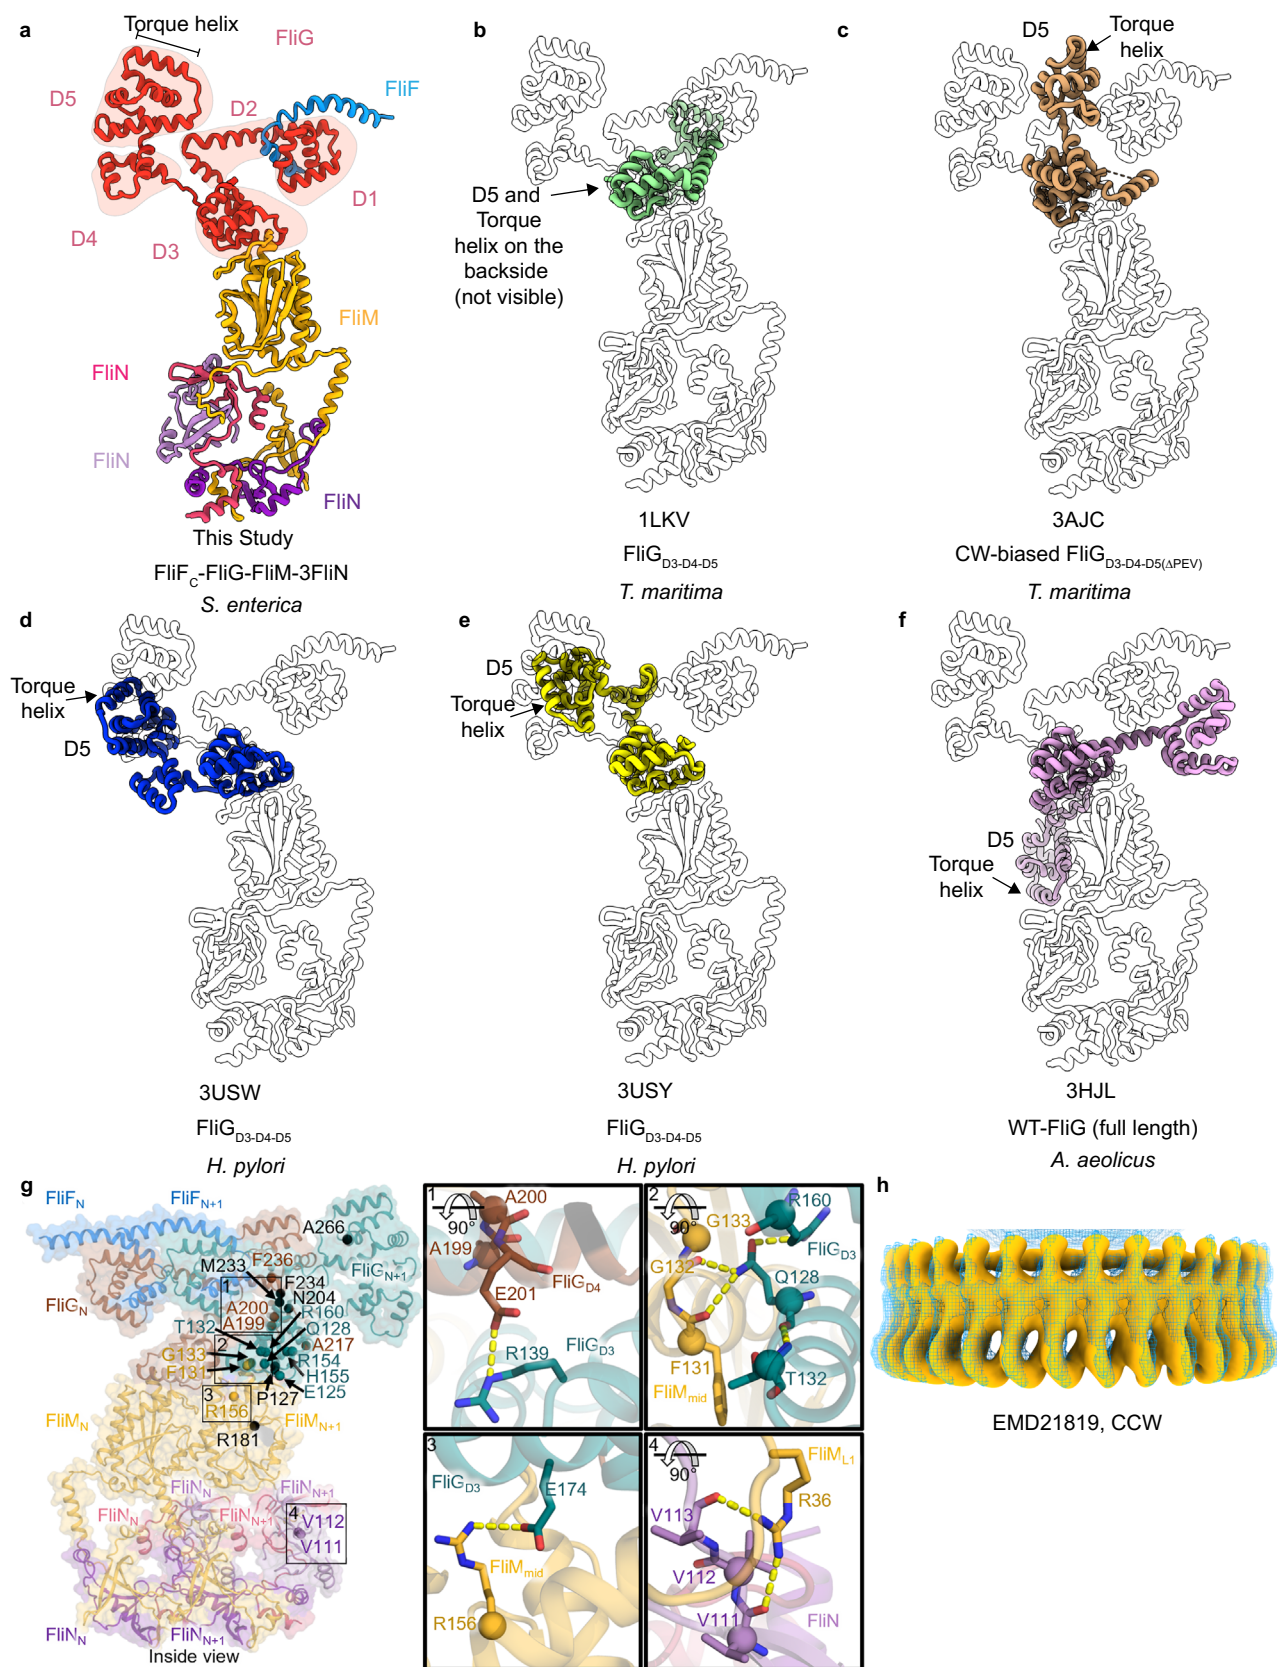 a
Torque helix
FliG
D5
D2
FliF
D1
D4
D3
FliM
FliN
FliN
FliN
This Study
FliFC-FliG-FliM-3FliN
S. enterica
b
D5 and
Torque
helix on the
backside
(not visible)
1LKV
FliGD3-D4-D5
T. maritima
c
D5
Torque
helix
3AJC
CW-biased FliGD3-D4-D5(ΔPEV)
T. maritima
d
Torque
helix
D5
3USW
FliGD3-D4-D5
H. pylori
e
D5
Torque
helix
3USY
FliGD3-D4-D5
H. pylori
f
D5
Torque
helix
3HJL
WT-FliG (full length)
A. aeolicus
g
FliFN
FliFN+1
A266
F236
M233
FliGN+1
F234
FliGN
1
N204
A200
R160
A199
T132
Q128
2
A217
G133
R154
F131
H155
3
P127
E125
R156
FliMN
FliMN+1
R181
FliNN
FliNN+1
FliNN
FliNN+1
4
V112
V111
FliNN
FliNN+1
Inside view
1
90°
A200
A199
FliGD4
E201
R139
FliGD3
2
90°
R160
G133
FliGD3
G132
Q128
F131
T132
FliMmid
3
FliGD3
E174
FliMmid
R156
4
90°
FliML1
V113
R36
V112
V111
FliN
h
EMD21819, CCW